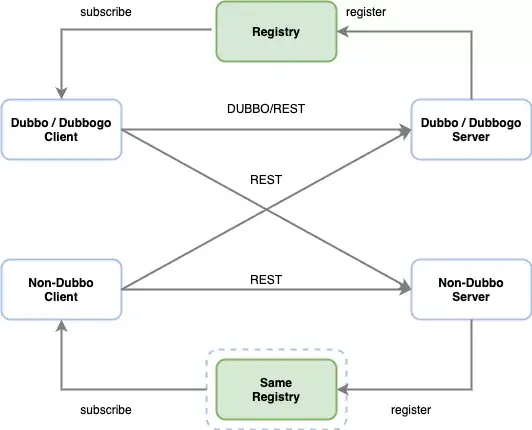 subscribe
register
Registry
Dubbo / Dubbogo
Client
DUBBO/REST
Dubbo / Dubbogo
Server
REST
Non-Dubbo
Client
REST
Non-Dubbo
Server
Same
Registry
subscribe
register